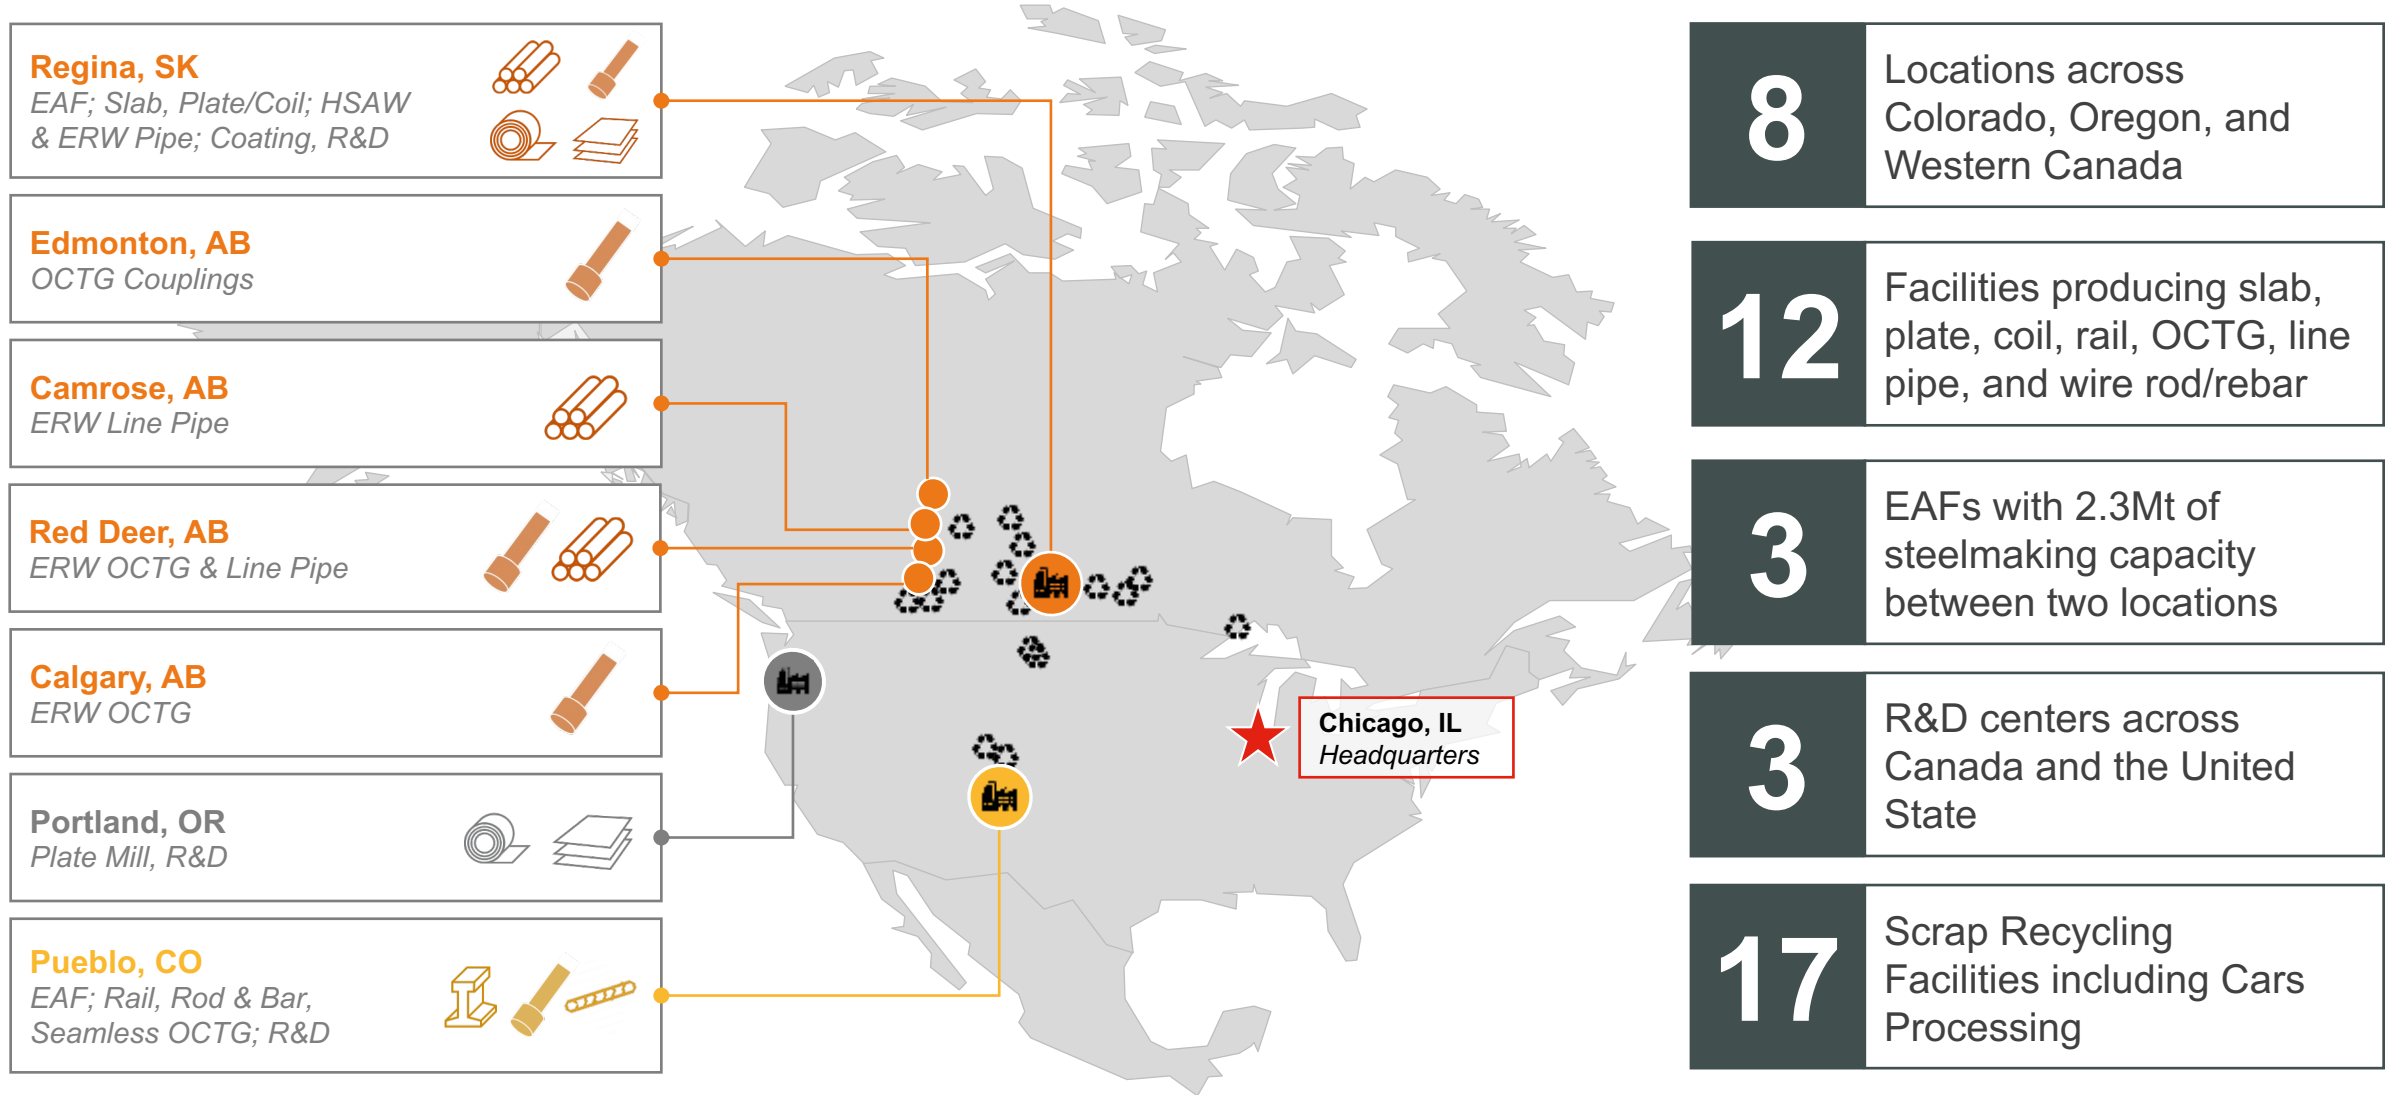 Regina, SK
EAF; Slab, Plate/Coil; HSAW
& ERW Pipe; Coating, R&D
Edmonton, AB
OCTG Couplings
Camrose, AB
ERW Line Pipe
Red Deer, AB
ERW OCTG & Line Pipe
Calgary, AB
ERW OCTG
Portland, OR
Plate Mill, R&D
Pueblo, CO
EAF; Rail, Rod & Bar,
Seamless OCTG; R&D
Chicago, IL
Headquarters
8
Locations across
Colorado, Oregon, and
Western Canada
12
Facilities producing slab,
plate, coil, rail, OCTG, line
pipe, and wire rod/rebar
3
EAFs with 2.3Mt of
steelmaking capacity
between two locations
3
R&D centers across
Canada and the United
State
17
Scrap Recycling
Facilities including Cars
Processing